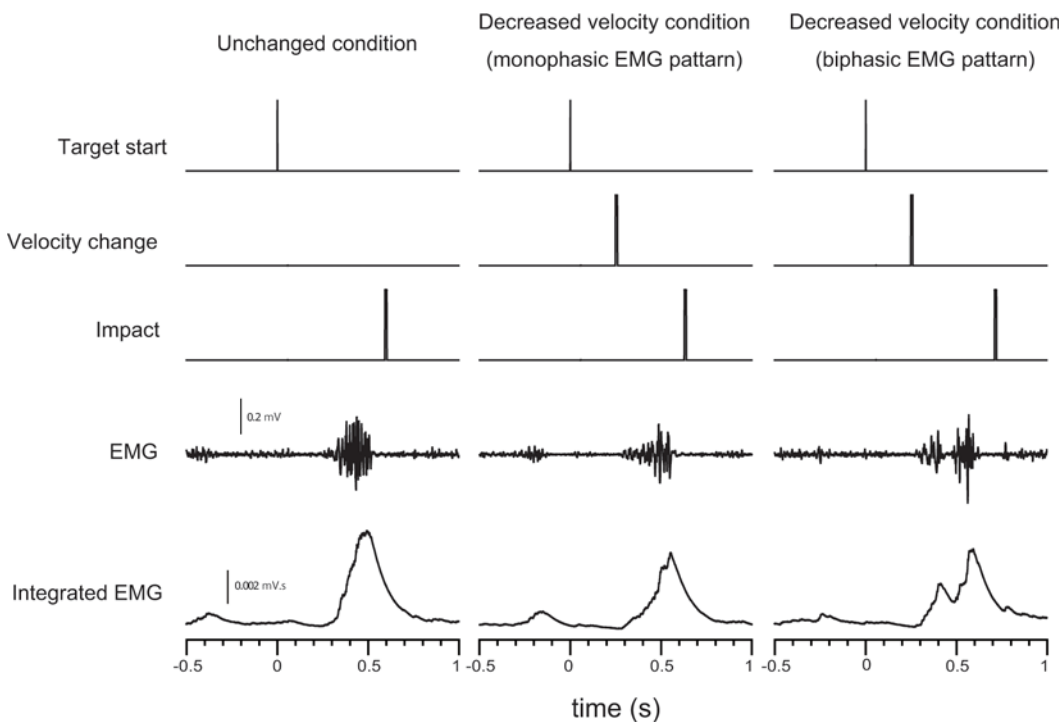 Unchanged condition
Decreased velocity condition
(monophasic EMG pattarn)
Decreased velocity condition
(biphasic EMG pattarn)
Target start
Velocity change
Impact
0.2 mV
EMG
0.002 mV.s
Integrated EMG
-0.5 0 0.5 1
-0.5 0 0.5 1
-0.5 0 0.5 1
time (s)